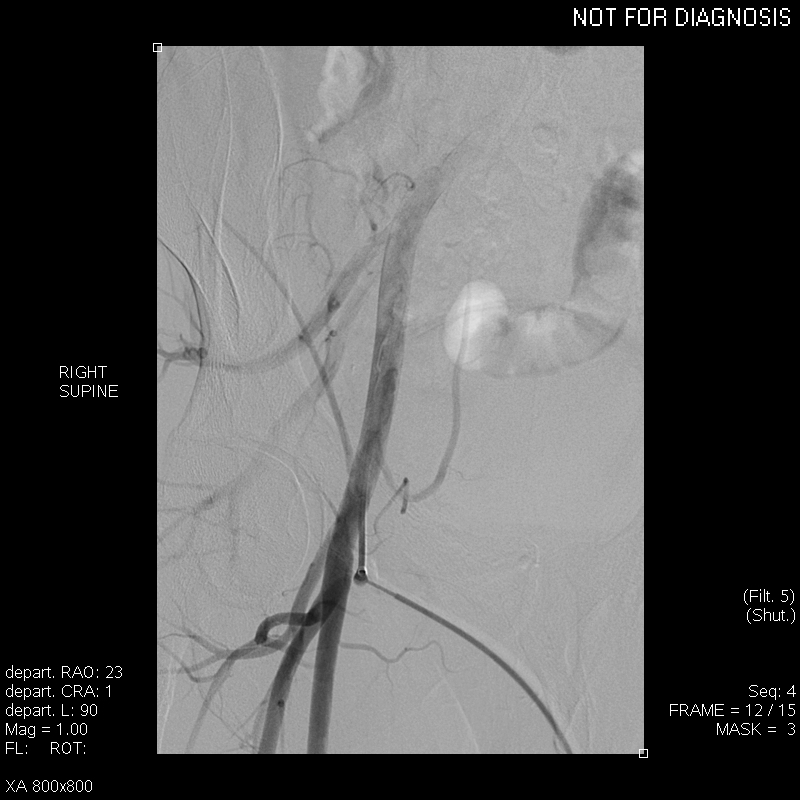 NOT FOR DIAGNOSIS
RIGHT
SUPINE
(Filt. 5)
(Shut.)
depart. RAO: 23
depart. CRA: 1
depart. L: 90
Mag = 1.00
FL: ROT:
Seq: 4
FRAME = 12 / 15
MASK = 3
XA 800x800